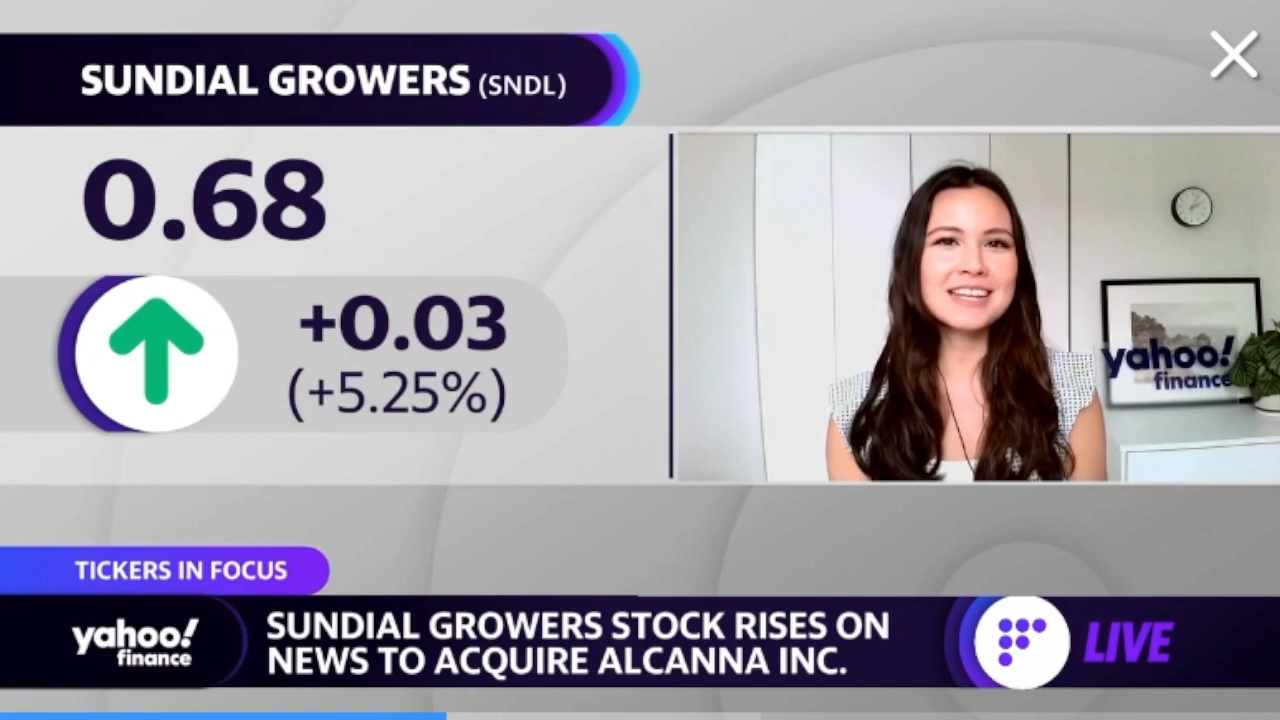 SUNDIAL GROWERS (SNDL)
0.68
+0.03
(+5.25%)
yahoo!
finance
TICKERS IN FOCUS
yahoo!
finance
SUNDIAL GROWERS STOCK RISES ON
NEWS TO ACQUIRE ALCANNA INC.
LIVE